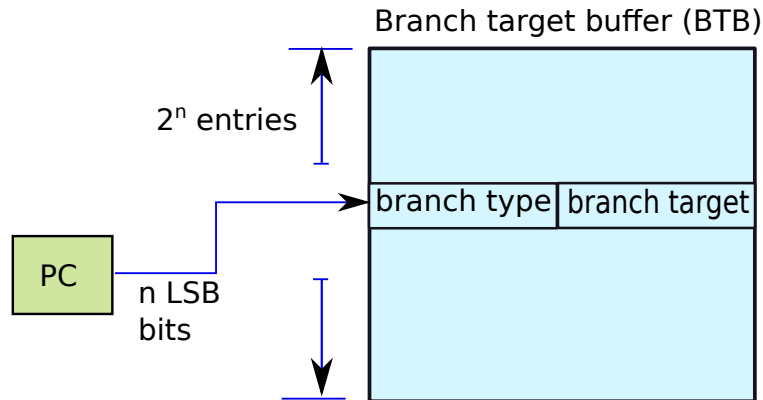 Branch target buffer (BTB)
2ⁿ entries
branch type branch target
PC
n LSB
bits